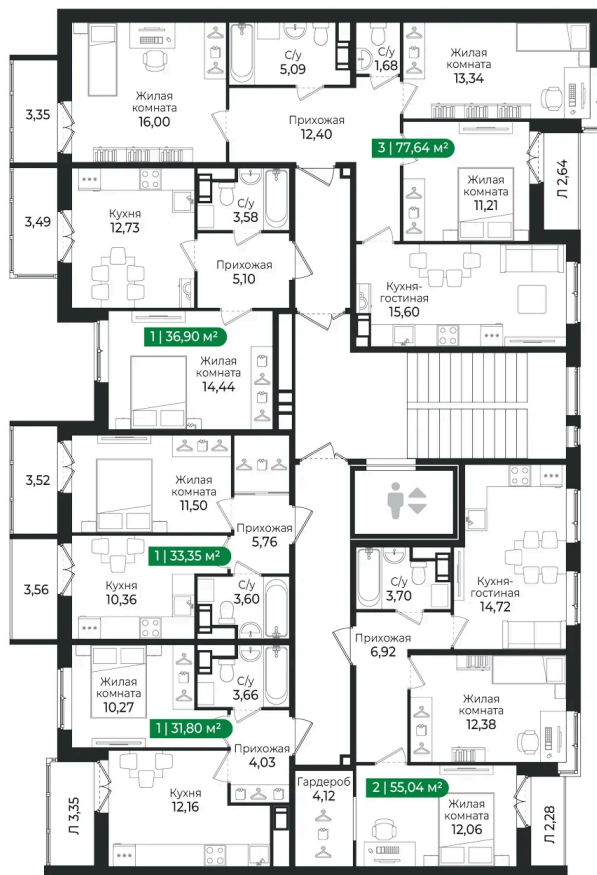 Жилая
комната
16,00
С/у
5,09
С/у
1,68
Жилая
комната
13,34
3,35
Прихожая
12,40
3 | 77,64 м²
Жилая
комната
11,21
Л 2,64
3,49
Кухня
12,73
С/у
3,58
Прихожая
5,10
Кухня-
гостиная
15,60
1 | 36,90 м²
Жилая
комната
14,44
3,52
Жилая
комната
11,50
Прихожая
5,76
1 | 33,35 м²
3,56
Кухня
10,36
С/у
3,60
С/у
3,70
Кухня-
гостиная
14,72
Прихожая
6,92
Жилая
комната
10,27
С/у
3,66
1 | 31,80 м²
Прихожая
4,03
Жилая
комната
12,38
Л 3,35
Кухня
12,16
Гардероб
4,12
2 | 55,04 м²
Жилая
комната
12,06
Л 2,28